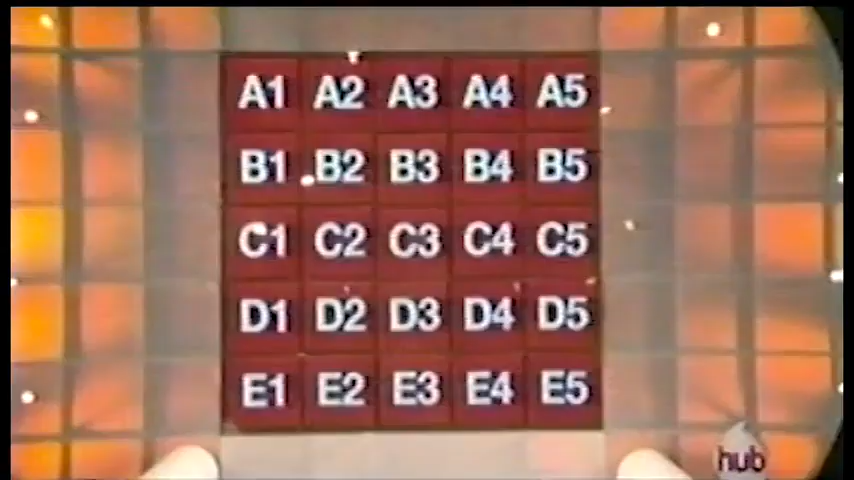 A1 A2 A3 A4 A5
B1 B2 B3 B4 B5
C1 C2 C3 C4 C5
D1 D2 D3 D4 D5
E1 E2 E3 E4 E5
hub